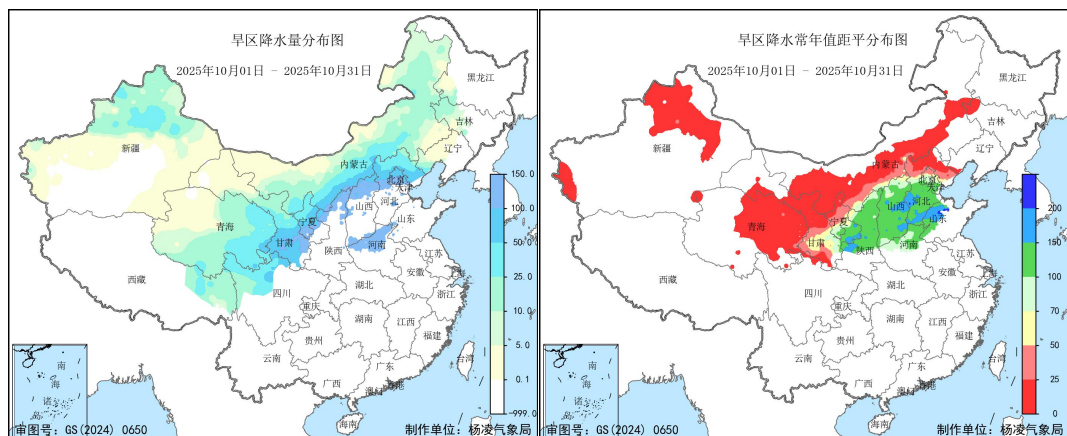 旱区降水量分布图
2025年10月01日 - 2025年10月31日
黑龙江
吉林
辽宁
内蒙古
新疆
北京
天津
河北
山西
山东
宁夏
青海
甘肃
陕西
河南
江苏
安徽
上海
西藏
四川
湖北
浙江
重庆
湖南
江西
贵州
福建
云南
台湾
广西
广东
香港
澳门
海南
南
海
诸
岛
150.0
100.0
50.0
25.0
10.0
5.0
0.1
-999.0
审图号: GS(2024) 0650
制作单位: 杨凌气象局
旱区降水常年值距平分布图
2025年10月01日 - 2025年10月31日
黑龙江
吉林
辽宁
内蒙古
新疆
北京
天津
河北
山西
山东
宁夏
青海
甘肃
陕西
河南
江苏
安徽
上海
西藏
四川
湖北
浙江
重庆
湖南
江西
贵州
福建
云南
台湾
广西
广东
香港
澳门
海南
南
海
诸
岛
200
150
100
70
50
25
0
审图号: GS(2024) 0650
制作单位: 杨凌气象局